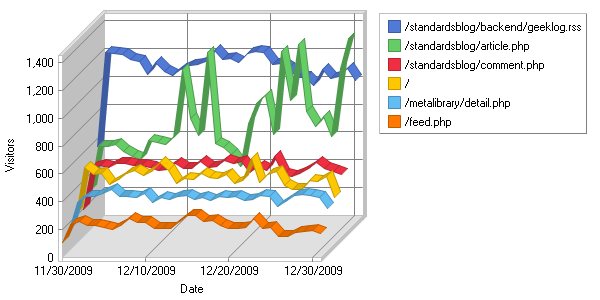 /standardsblog/backend/geeklog.rss
/standardsblog/article.php
/standardsblog/comment.php
/
/metalibrary/detail.php
/feed.php
1,400
1,200
1,000
800
600
400
200
0
Visitors
11/30/2009 12/10/2009 12/20/2009 12/30/2009
Date